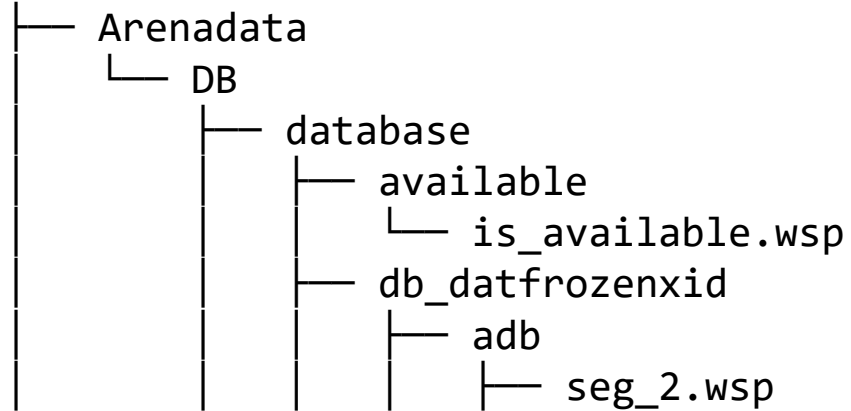 ├── Arenadata
│   └── DB
│       ├── database
│       │   ├── available
│       │   │   └── is_available.wsp
│       │   ├── db_datfrozenxid
│       │   │   ├── adb
│       │   │   │   ├── seg_2.wsp